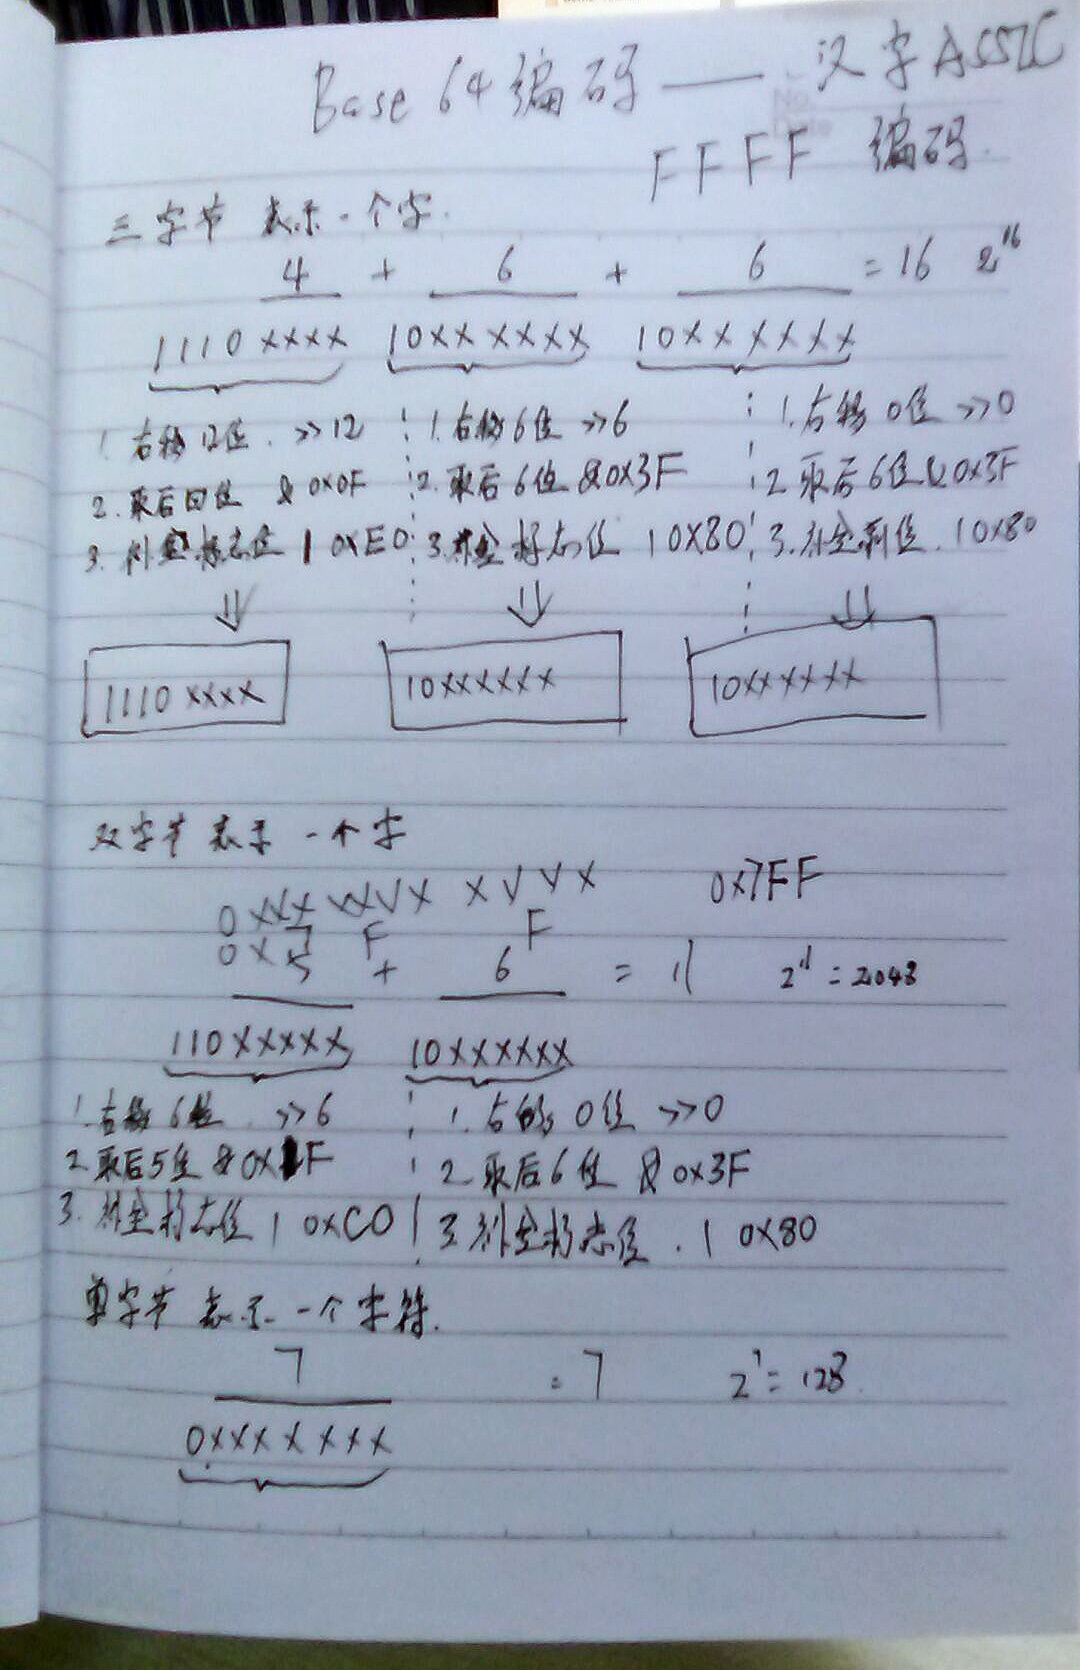 Base 64 编码 —— 汉字 ASSIC
FFFF 编码.
三字节 表示一个字.
4 + 6 + 6 = 16 2^16
1110 xxxx 10xx xxxx 10xx xxxx
1. 右移12位. >>12 1. 右移6位 >>6 1. 右移 0位 >>0
2. 取后四位 & 0x0F 2. 取后6位 & 0x3F 2 取后6位 & 0x3F
3. 补全标志位 | 0xE0 3. 补全标志位 | 0x80 3. 补全标位. | 0x80
1110 xxxx 10xxxxxx 10xxxxxx
双字节 表示 一个字
0xxx xxxx xxxx 0x7FF
0x7 F F
5 + 6 = 11 2^11 = 2048
110xxxxx 10xxxxxx
1. 右移 6位 . >>6 1. 右移 0位 >>0
2. 取后5位 & 0x1F 2. 取后6位 & 0x3F
3. 补全标志位 | 0xC0 3 补全标志位 . | 0x80
单字节 表示 一个字符.
7 = 7 2^7 = 128.
0xxx xxxx